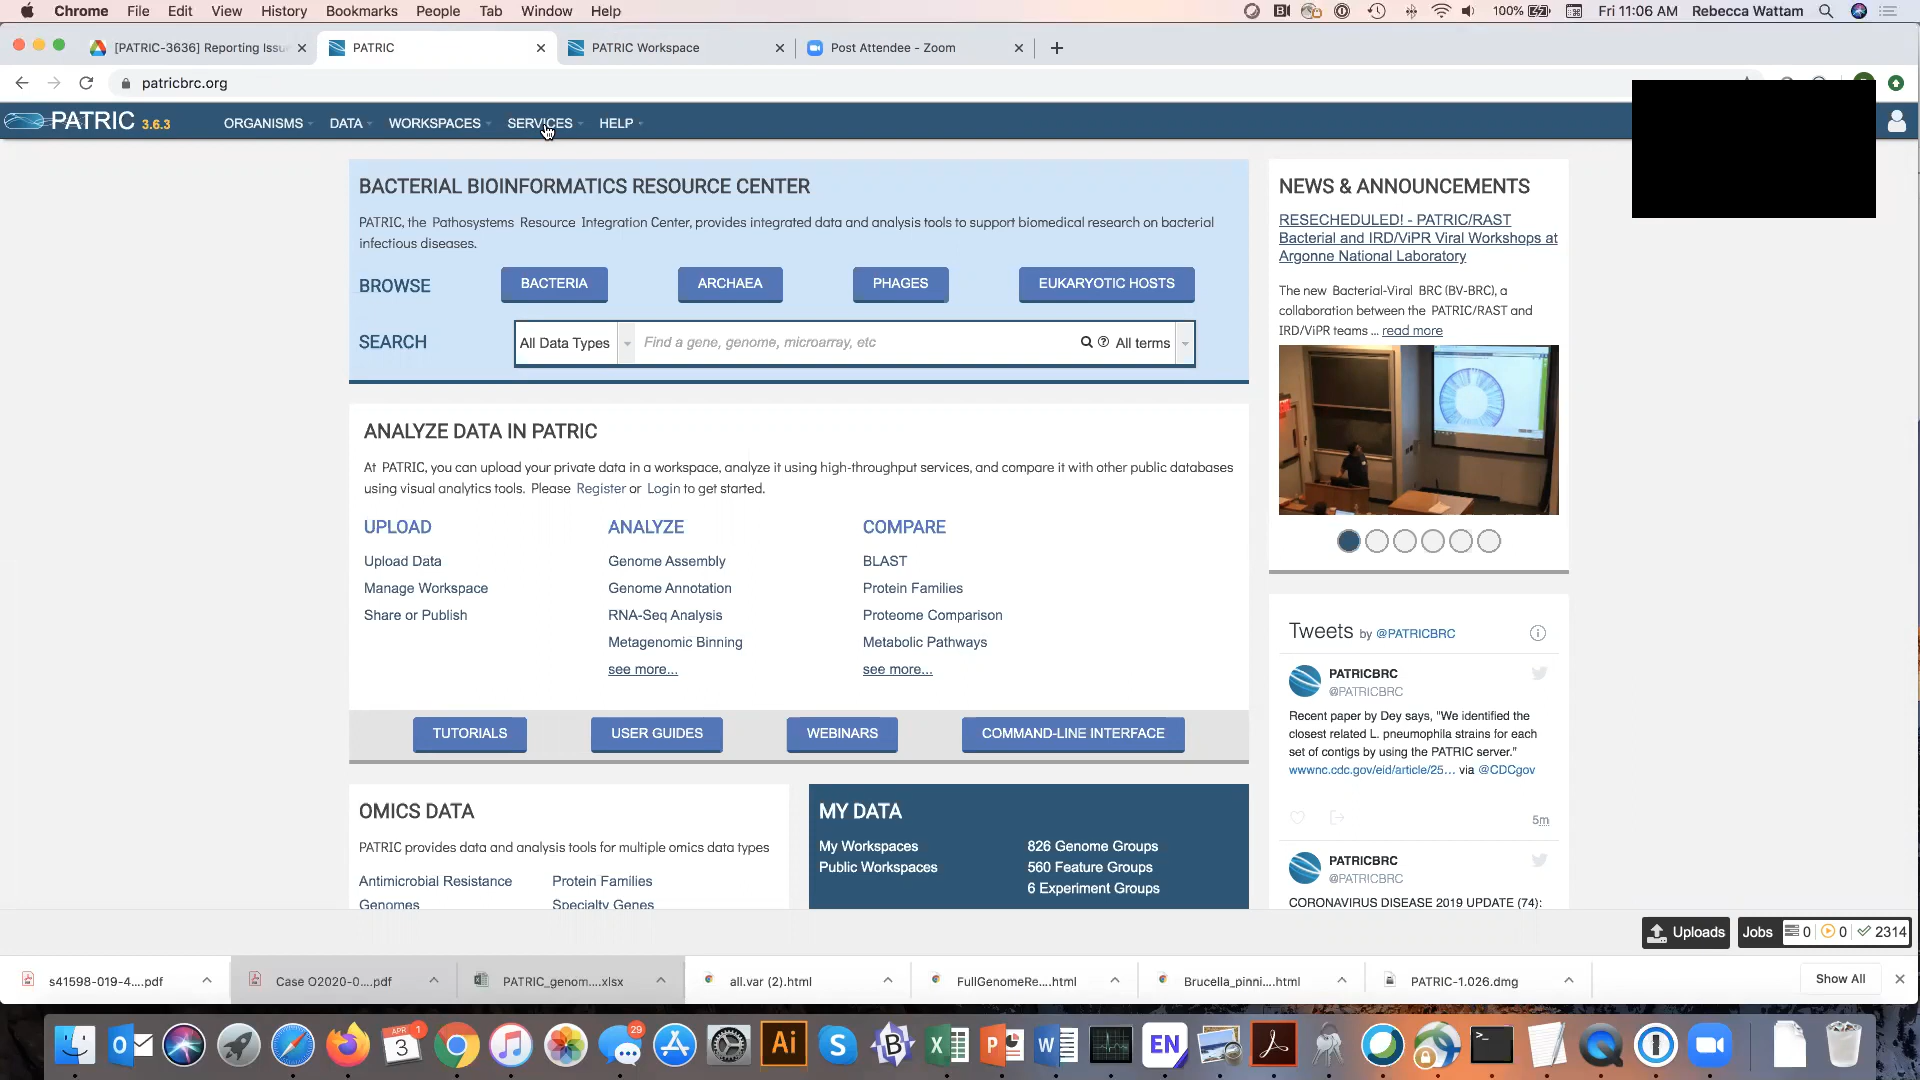 Chrome File Edit View History Bookmarks People Tab Window Help
100% Fri 11:06 AM Rebecca Wattam
[PATRIC-3636] Reporting Issu
PATRIC
PATRIC Workspace
Post Attendee - Zoom
patricbrc.org
PATRIC 3.6.3
ORGANISMS DATA WORKSPACES SERVICES HELP
BACTERIAL BIOINFORMATICS RESOURCE CENTER
PATRIC, the Pathosystems Resource Integration Center, provides integrated data and analysis tools to support biomedical research on bacterial
infectious diseases.
BROWSE
BACTERIA
ARCHAEA
PHAGES
EUKARYOTIC HOSTS
SEARCH
All Data Types
Find a gene, genome, microarray, etc
All terms
NEWS & ANNOUNCEMENTS
RESECHEDULED! - PATRIC/RAST
Bacterial and IRD/ViPR Viral Workshops at
Argonne National Laboratory
The new Bacterial-Viral BRC (BV-BRC), a
collaboration between the PATRIC/RAST and
IRD/ViPR teams ... read more
ANALYZE DATA IN PATRIC
At PATRIC, you can upload your private data in a workspace, analyze it using high-throughput services, and compare it with other public databases
using visual analytics tools. Please Register or Login to get started.
UPLOAD
Upload Data
Manage Workspace
Share or Publish
ANALYZE
Genome Assembly
Genome Annotation
RNA-Seq Analysis
Metagenomic Binning
see more...
COMPARE
BLAST
Protein Families
Proteome Comparison
Metabolic Pathways
see more...
TUTORIALS
USER GUIDES
WEBINARS
COMMAND-LINE INTERFACE
Tweets by @PATRICBRC
PATRICBRC
@PATRICBRC
Recent paper by Dey says, "We identified the
closest related L. pneumophila strains for each
set of contigs by using the PATRIC server."
wwwnc.cdc.gov/eid/article/25... via @CDCgov
5m
PATRICBRC
@PATRICBRC
CORONAVIRUS DISEASE 2019 UPDATE (74):
OMICS DATA
PATRIC provides data and analysis tools for multiple omics data types
Antimicrobial Resistance
Protein Families
Genomes
Specialty Genes
MY DATA
My Workspaces
Public Workspaces
826 Genome Groups
560 Feature Groups
6 Experiment Groups
Uploads
Jobs 0 0 2314
s41598-019-4....pdf
Case O2020-0....pdf
PATRIC_genom....xlsx
all.var (2).html
FullGenomeRe....html
Brucella_pinni....html
PATRIC-1.026.dmg
Show All
APR 3
1
29
Ai
EN